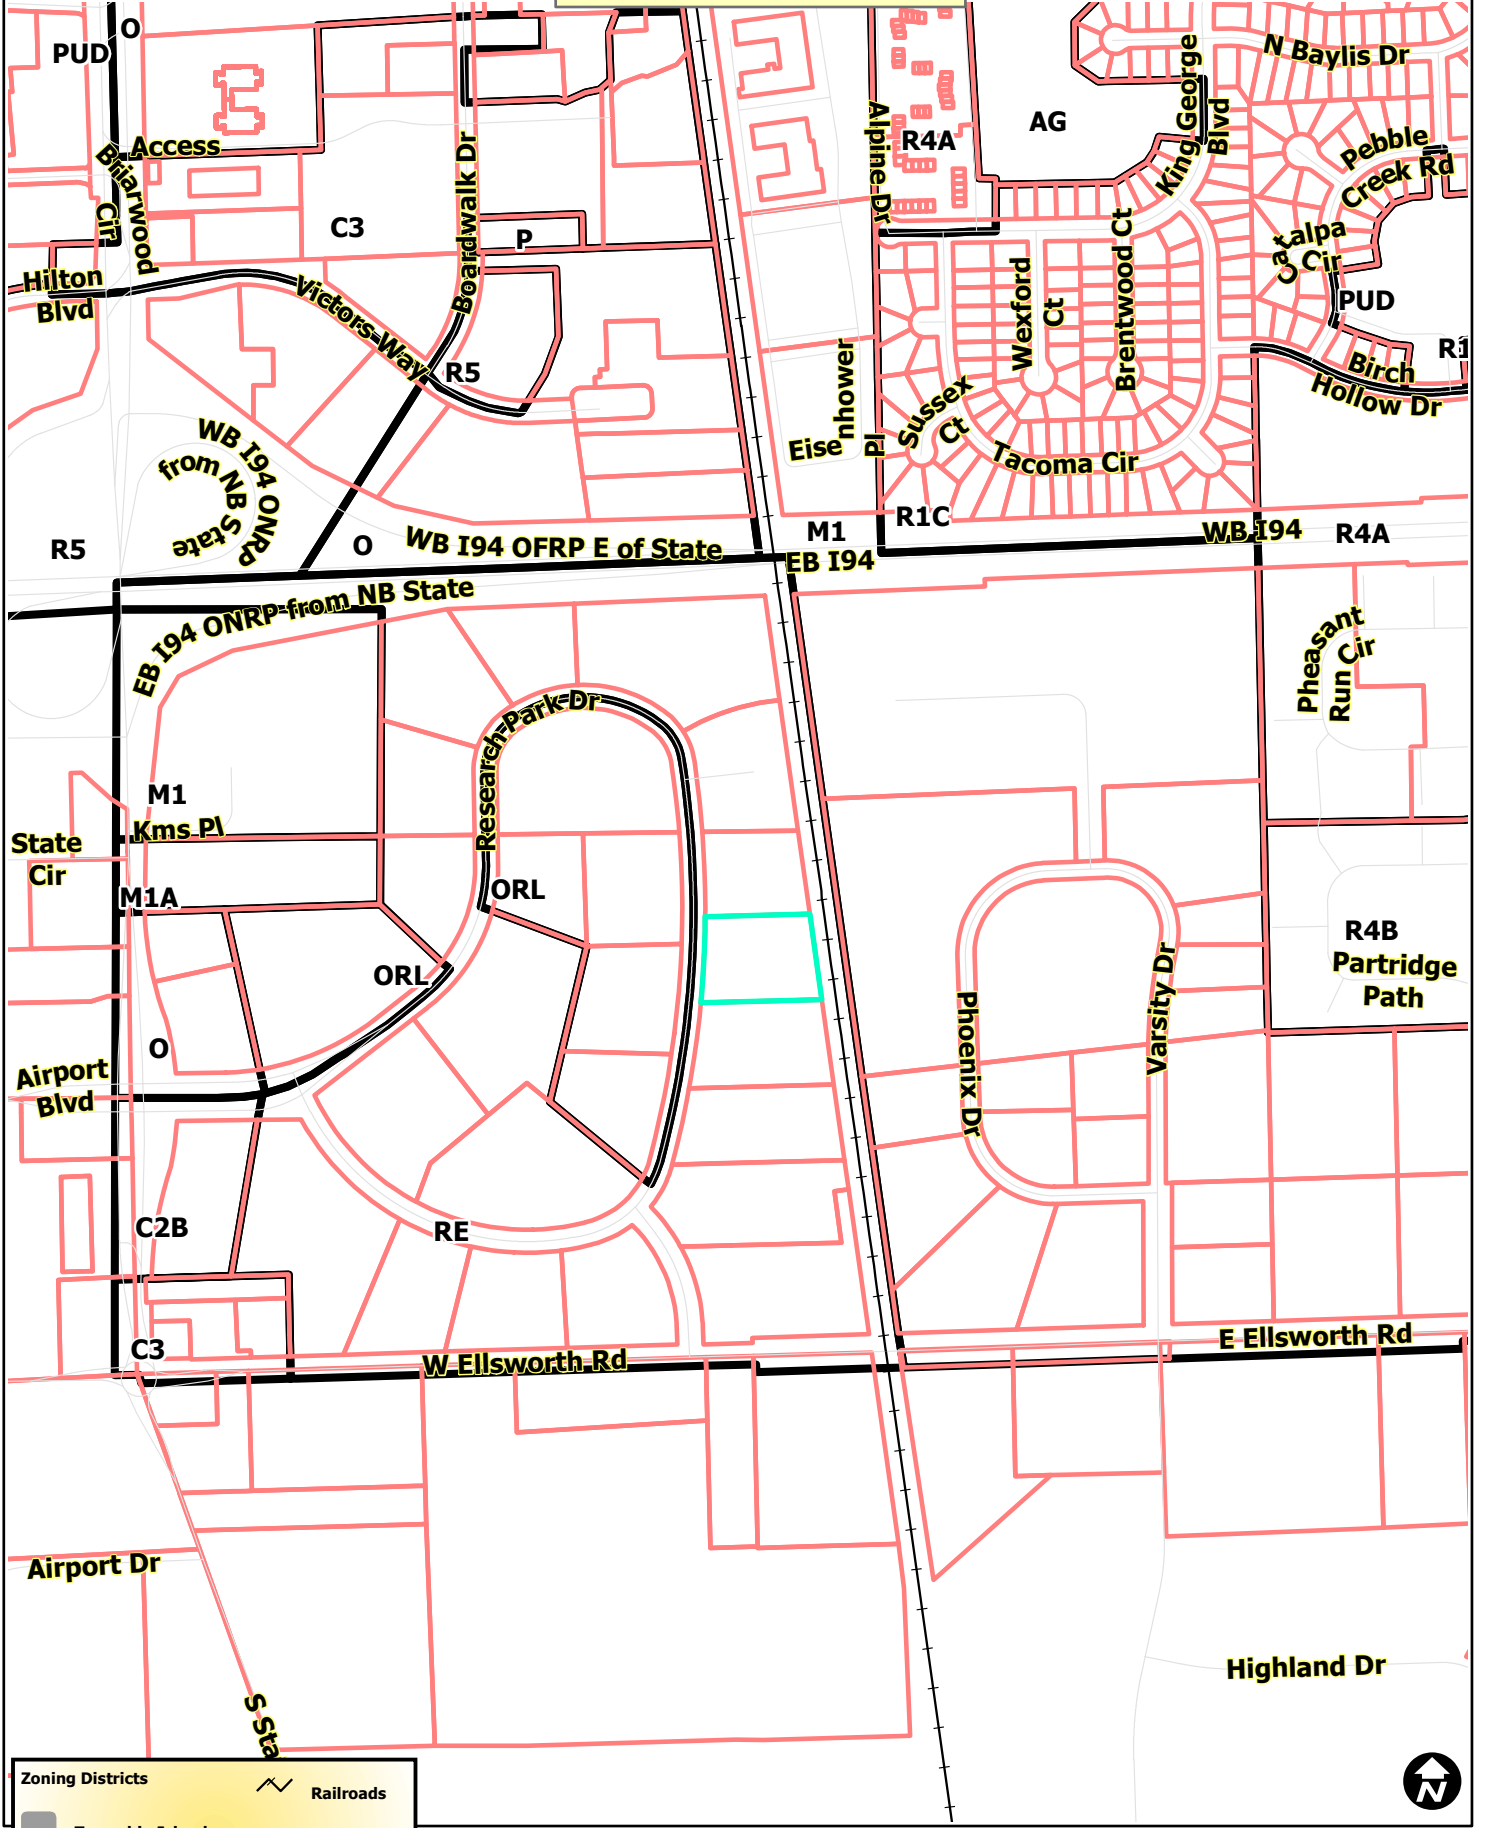 O
PUD
N Baylis Dr
King George
Blvd
AG
Alpine Dr
R4A
Access
Briarwood
Cir
Boardwalk Dr
Pebble
Creek Rd
C3
P
Catalpa
Cir
Hilton
Blvd
Victors Way
R5
Wexford
Ct
Brentwood Ct
PUD
R1
Birch
Hollow Dr
Eisenhower
Pl
Sussex
Ct
Tacoma Cir
WB I94 ONRP
from NB State
R5
O
WB I94 OFRP E of State
M1
R1C
EB I94
WB I94
R4A
EB I94 ONRP from NB State
Pheasant
Run Cir
Research Park Dr
M1
Kms Pl
State
Cir
M1A
ORL
ORL
R4B
Partridge
Path
Phoenix Dr
Varsity Dr
O
Airport
Blvd
C2B
RE
C3
W Ellsworth Rd
E Ellsworth Rd
Airport Dr
Highland Dr
S Sta
Zoning Districts
Railroads
N